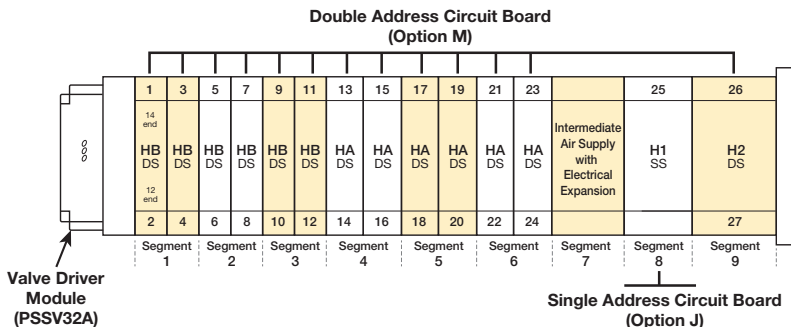 Double Address Circuit Board
(Option M)
1 3 5 7 9 11 13 15 17 19 21 23 25 26
14
end
HB HB HB HB HB HB HA HA HA HA HA HA H1 H2
DS DS DS DS DS DS DS DS DS DS DS DS SS DS
12
end
Intermediate
Air Supply
with
Electrical
Expansion
2 4 6 8 10 12 14 16 18 20 22 24 27
Segment Segment Segment Segment Segment Segment Segment Segment Segment
1 2 3 4 5 6 7 8 9
Valve Driver
Module
(PSSV32A)
Single Address Circuit Board
(Option J)